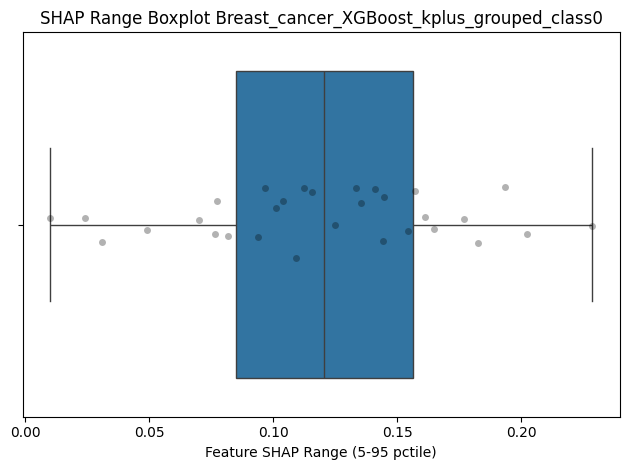 SHAP Range Boxplot Breast_cancer_XGBoost_kplus_grouped_class0
0.00 0.05 0.10 0.15 0.20
Feature SHAP Range (5-95 pctile)